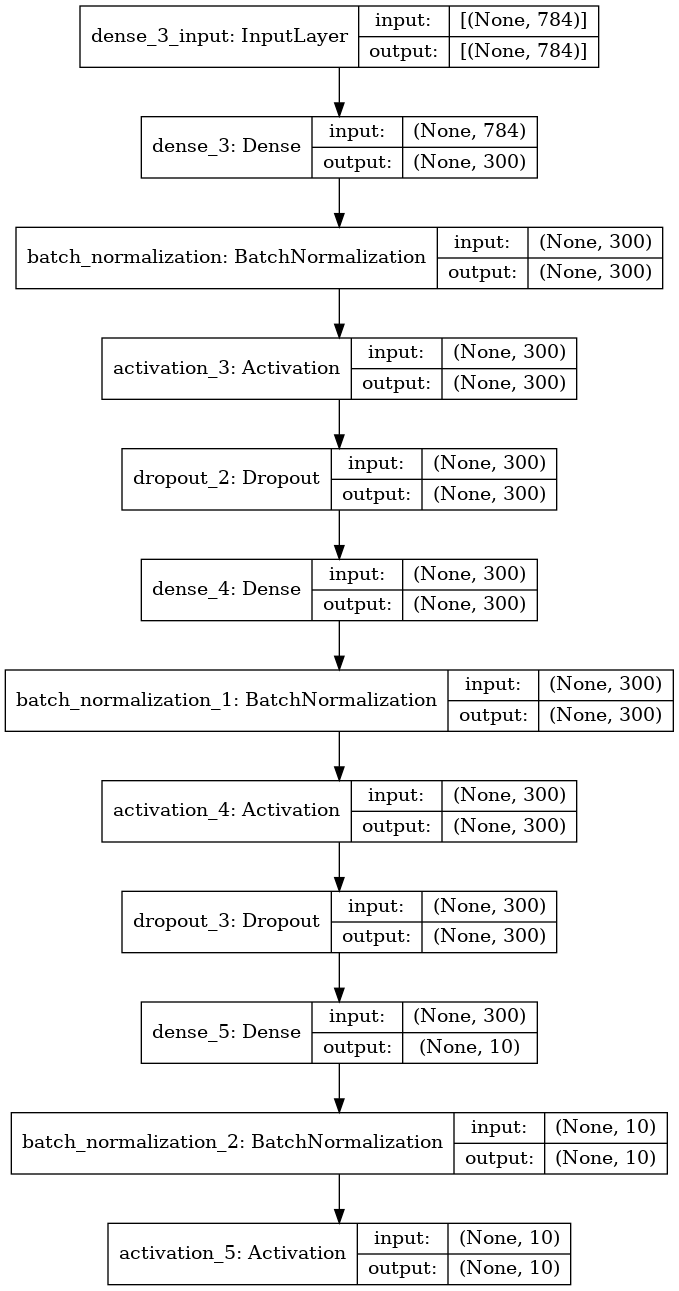 dense_3_input: InputLayer
input: [(None, 784)]
output: [(None, 784)]
dense_3: Dense
input: (None, 784)
output: (None, 300)
batch_normalization: BatchNormalization
input: (None, 300)
output: (None, 300)
activation_3: Activation
input: (None, 300)
output: (None, 300)
dropout_2: Dropout
input: (None, 300)
output: (None, 300)
dense_4: Dense
input: (None, 300)
output: (None, 300)
batch_normalization_1: BatchNormalization
input: (None, 300)
output: (None, 300)
activation_4: Activation
input: (None, 300)
output: (None, 300)
dropout_3: Dropout
input: (None, 300)
output: (None, 300)
dense_5: Dense
input: (None, 300)
output: (None, 10)
batch_normalization_2: BatchNormalization
input: (None, 10)
output: (None, 10)
activation_5: Activation
input: (None, 10)
output: (None, 10)